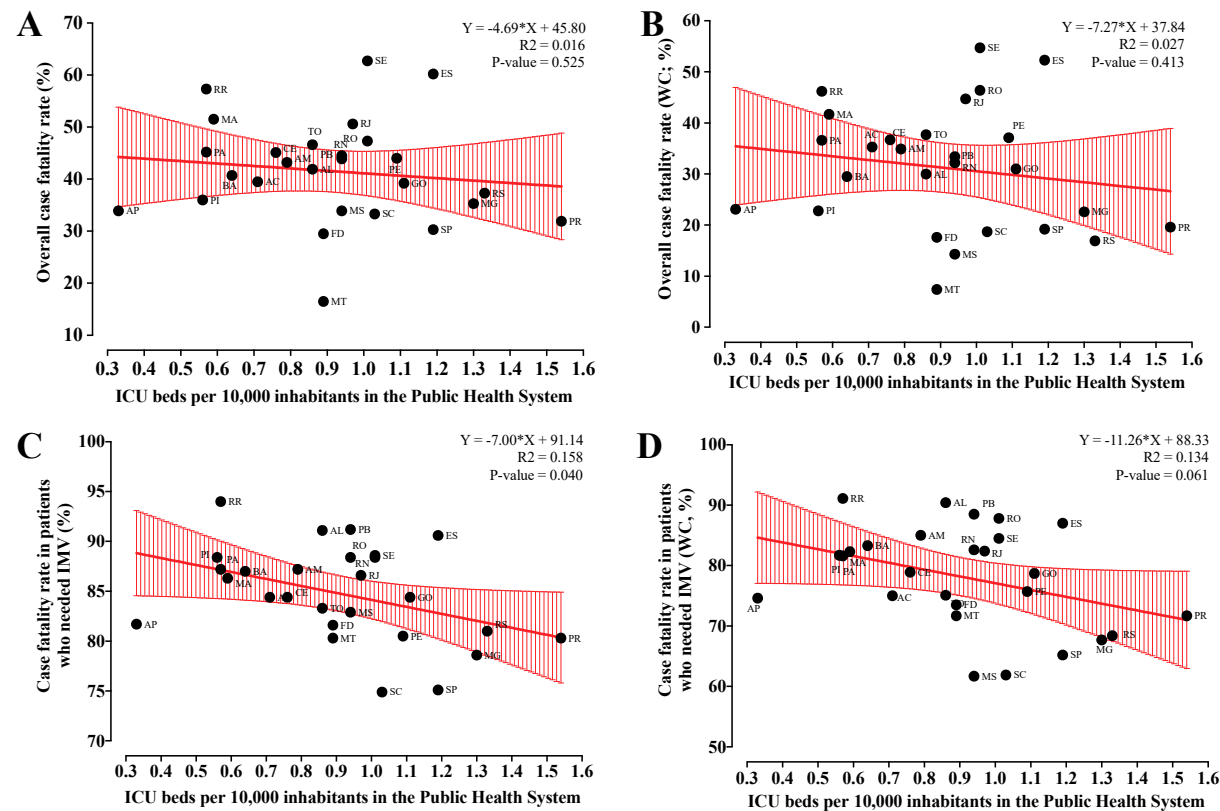 A
Y = -4.69*X + 45.80
R2 = 0.016
P-value = 0.525
Overall case fatality rate (%)
70
60
50
40
30
20
10
SE
ES
RR
MA
RJ
TO
RO
RN
PA
CE
PB
AM
AL
PE
BA
AC
GO
PI
RS
MG
AP
MS
SC
PR
FD
SP
MT
0.3 0.4 0.5 0.6 0.7 0.8 0.9 1.0 1.1 1.2 1.3 1.4 1.5 1.6
ICU beds per 10,000 inhabitants in the Public Health System
B
Y = -7.27*X + 37.84
R2 = 0.027
P-value = 0.413
Overall case fatality rate (WC; %)
60
50
40
30
20
10
0
SE
ES
RR
RO
RJ
MA
PE
AC
CE
TO
PA
AM
PB
RN
BA
AL
GO
AP
PI
MG
SC
SP
PR
FD
RS
MS
MT
0.3 0.4 0.5 0.6 0.7 0.8 0.9 1.0 1.1 1.2 1.3 1.4 1.5 1.6
ICU beds per 10,000 inhabitants in the Public Health System
C
Y = -7.00*X + 91.14
R2 = 0.158
P-value = 0.040
Case fatality rate in patients
who needed IMV (%)
100
95
90
85
80
75
70
RR
AL
PB
ES
RO
SE
PI
PA
RN
BA
AM
RJ
MA
CE
GO
TO
MS
AP
FD
RS
MT
PE
PR
MG
SC
SP
0.3 0.4 0.5 0.6 0.7 0.8 0.9 1.0 1.1 1.2 1.3 1.4 1.5 1.6
ICU beds per 10,000 inhabitants in the Public Health System
D
Y = -11.26*X + 88.33
R2 = 0.134
P-value = 0.061
Case fatality rate in patients
who needed IMV (WC, %)
100
90
80
70
60
50
RR
AL
PB
RO
ES
AM
SE
RN
BA
RJ
MA
PI
PA
CE
GO
AP
AC
PE
FD
MT
PR
RS
MG
SP
MS
SC
0.3 0.4 0.5 0.6 0.7 0.8 0.9 1.0 1.1 1.2 1.3 1.4 1.5 1.6
ICU beds per 10,000 inhabitants in the Public Health System